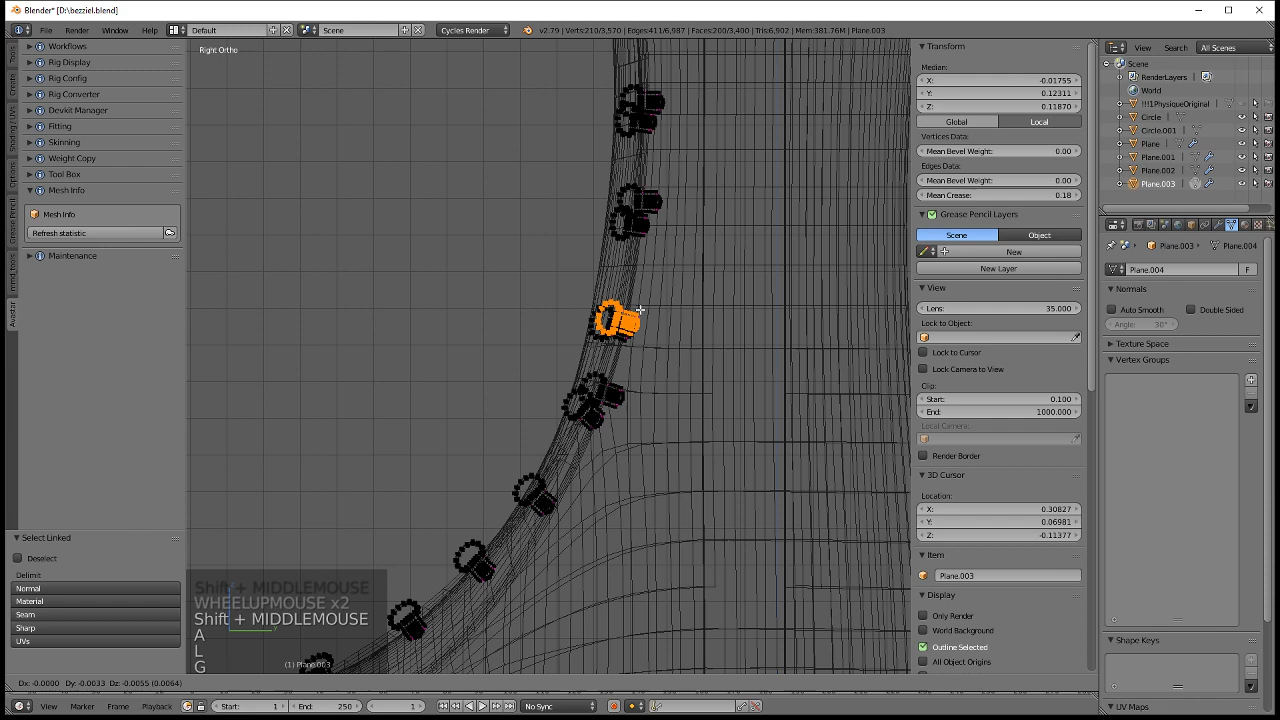 Blender* [D:\bezziel.blend]
File Render Window Help Default Scene Cycles Render v2.79 | Verts:210/3,570 | Edges:411/6,987 | Faces:200/3,400 | Tris:6,902 | Mem:381.76M | Plane.003
Tools
Create
Shading / UVs
Options
Grease Pencil
mmd_tools
Avastar
Workflows
Rig Display
Rig Config
Rig Converter
Devkit Manager
Fitting
Skinning
Weight Copy
Tool Box
Mesh Info
Mesh Info
Refresh statistic
Maintenance
Select Linked
Deselect
Delimit:
Normal
Material
Seam
Sharp
UVs
Right Ortho
Shift + MIDDLEMOUSE
WHEELUPMOUSE x2
Shift + MIDDLEMOUSE
A
L
G
(1) Plane.003
Transform
Median:
X: -0.01755
Y: 0.12311
Z: 0.11870
Global Local
Vertices Data:
Mean Bevel Weight: 0.00
Edges Data:
Mean Bevel Weight: 0.00
Mean Crease: 0.18
Grease Pencil Layers
Scene Object
New
New Layer
View
Lens: 35.000
Lock to Object:
Lock to Cursor
Lock Camera to View
Clip:
Start: 0.100
End: 1000.000
Local Camera:
Render Border
3D Cursor
Location:
X: 0.30827
Y: 0.06981
Z: -0.11377
Item
Plane.003
Display
Only Render
World Background
Outline Selected
All Object Origins
View Search All Scenes
Scene
RenderLayers
World
!!!1PhysiqueOriginal
Circle
Circle.001
Plane
Plane.001
Plane.002
Plane.003
Plane.003 Plane.004
Plane.004 F
Normals
Auto Smooth Double Sided
Angle: 30°
Texture Space
Vertex Groups
Shape Keys
UV Maps
Dx: -0.0000 Dy: -0.0033 Dz: -0.0055 (0.0064)
View Marker Frame Playback Start: 1 End: 250 1 No Sync